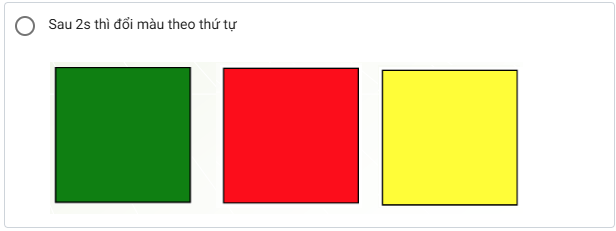 Sau 2s thì đổi màu theo thứ tự